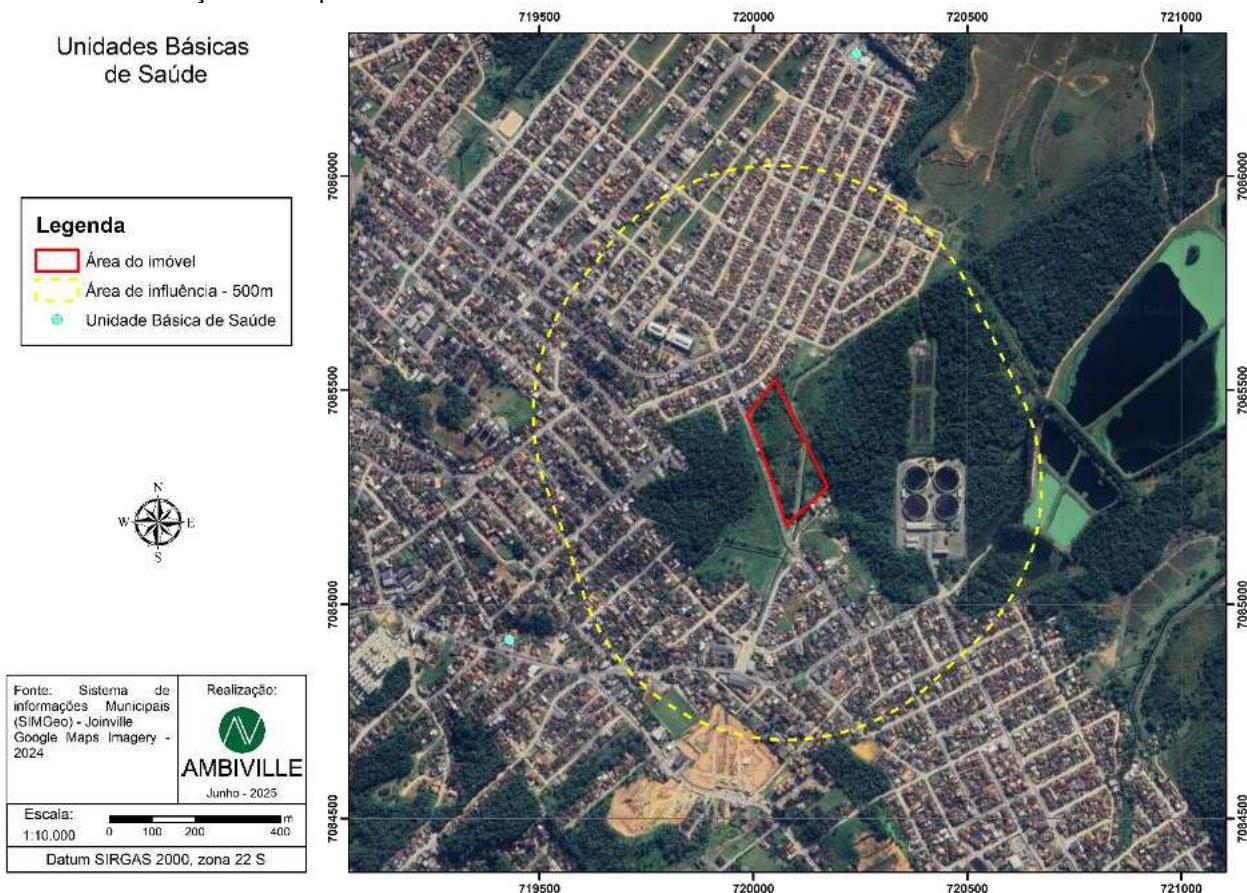 Unidades Básicas
de Saúde
Legenda
Área do imóvel
Área de influência - 500m
Unidade Básica de Saúde
N
W
E
S
Fonte: Sistema de
informações Municipais
(SIMGeo) - Joinville
Google Maps Imagery -
2024
Realização:
AMBIVILLE
Junho - 2025
Escala:
1:10.000
0 100 200 400 m
Datum SIRGAS 2000, zona 22 S
719500 720000 720500 721000
7086000 7086000
7085500 7085500
7085000 7085000
7084500 7084500
719500 720000 720500 721000